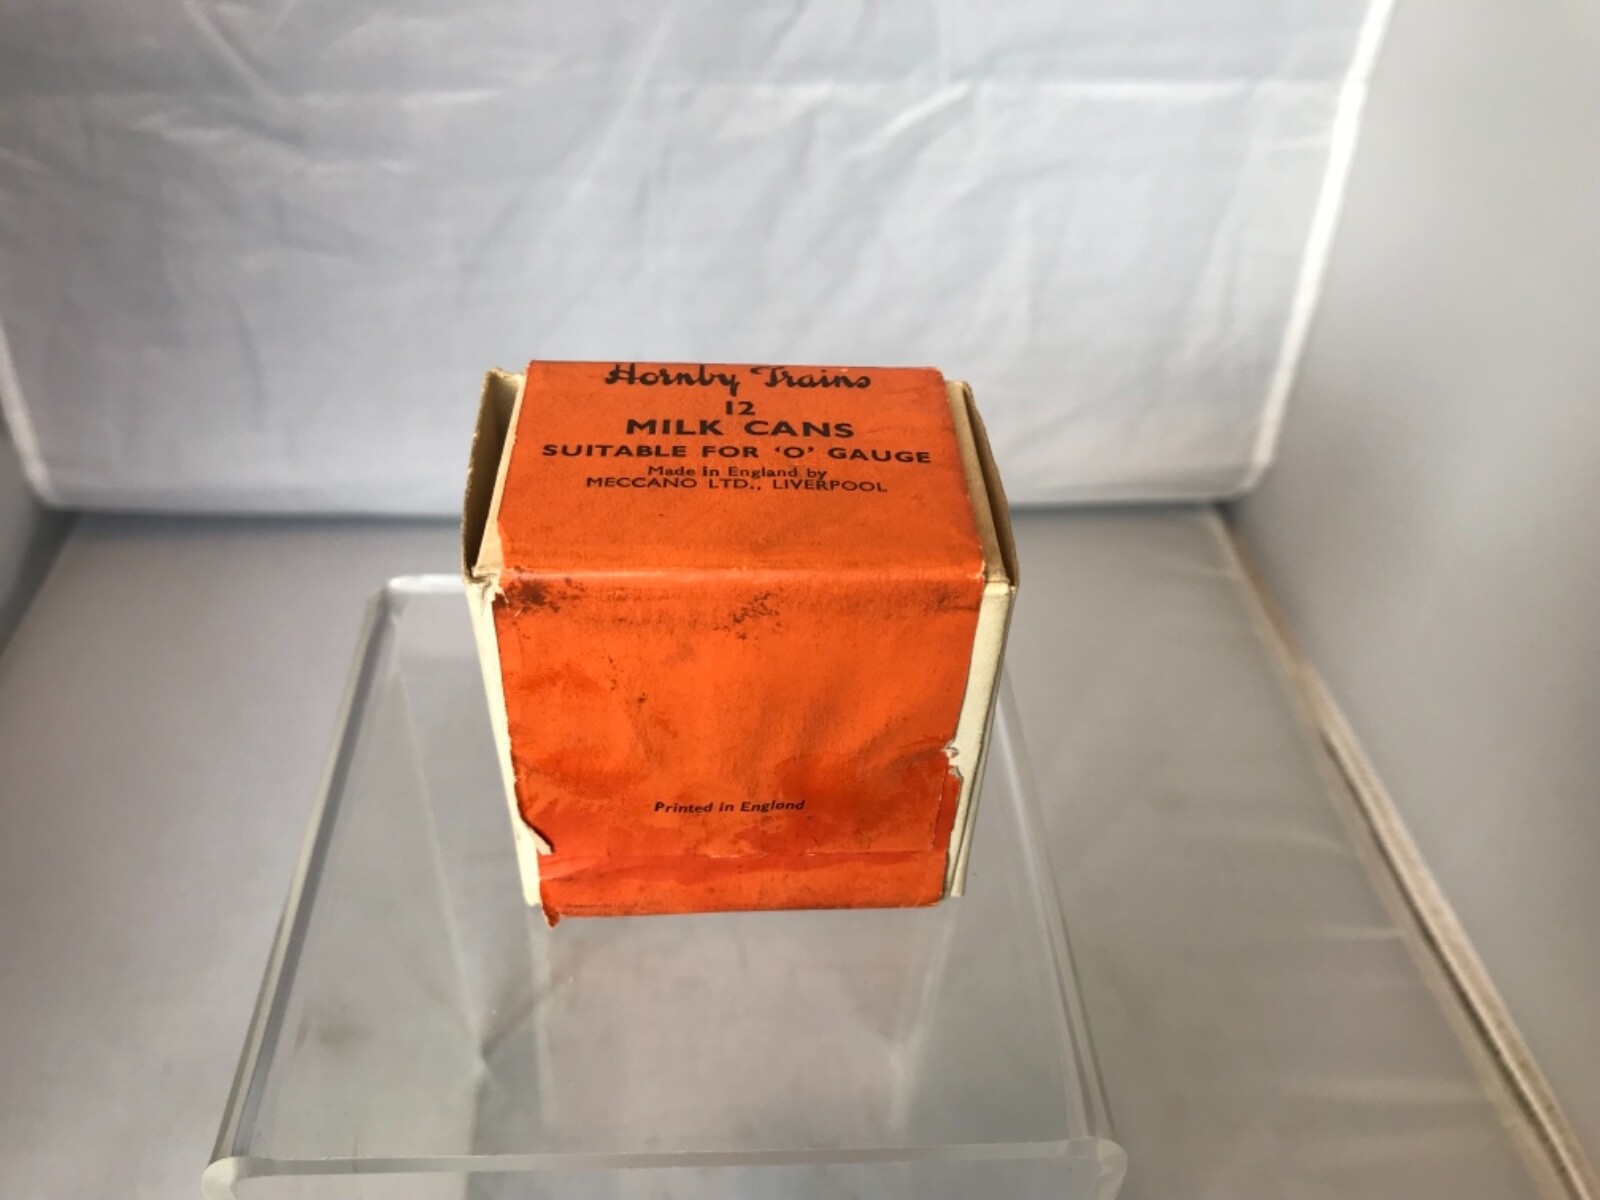 Hornby Trains
12
MILK CANS
SUITABLE FOR 'O' GAUGE
Made in England by
MECCANO LTD., LIVERPOOL
Printed in England